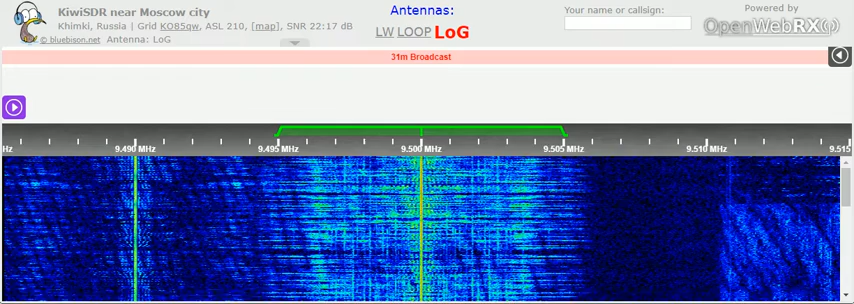 KiwiSDR near Moscow city
Khimki, Russia | Grid KO85qw, ASL 210, [map], SNR 22:17 dB
© bluebison.net Antenna: LoG
Antennas:
LW LOOP LoG
Your name or callsign:
Powered by
OpenWebRX
31m Broadcast
Hz 9.490 MHz 9.495 MHz 9.500 MHz 9.505 MHz 9.510 MHz 9.515